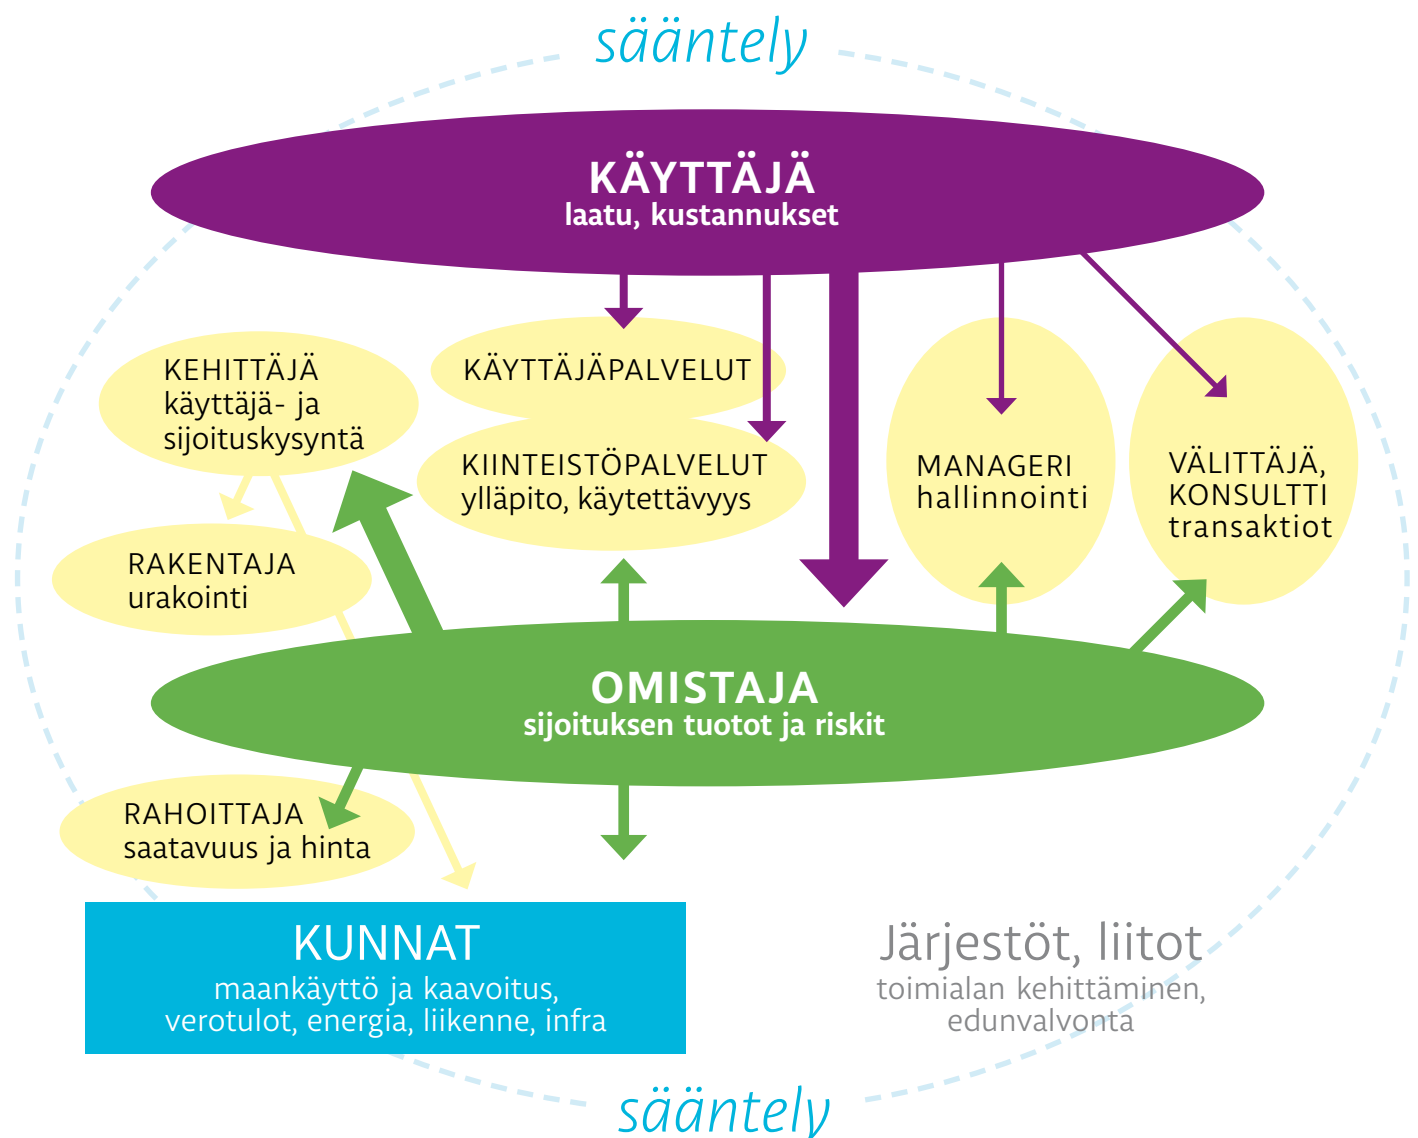 sääntely
KÄYTTÄJÄ
laatu, kustannukset
KEHITTÄJÄ
käyttäjä- ja
sijoituskysyntä
KÄYTTÄJÄPALVELUT
KIINTEISTÖPALVELUT
ylläpito, käytettävyys
MANAGERI
hallinnointi
VÄLITTÄJÄ,
KONSULTTI
transaktiot
RAKENTAJA
urakointi
OMISTAJA
sijoituksen tuotot ja riskit
RAHOITTAJA
saatavuus ja hinta
KUNNAT
maankäyttö ja kaavoitus,
verotulot, energia, liikenne, infra
Järjestöt, liitot
toimialan kehittäminen,
edunvalvonta
sääntely